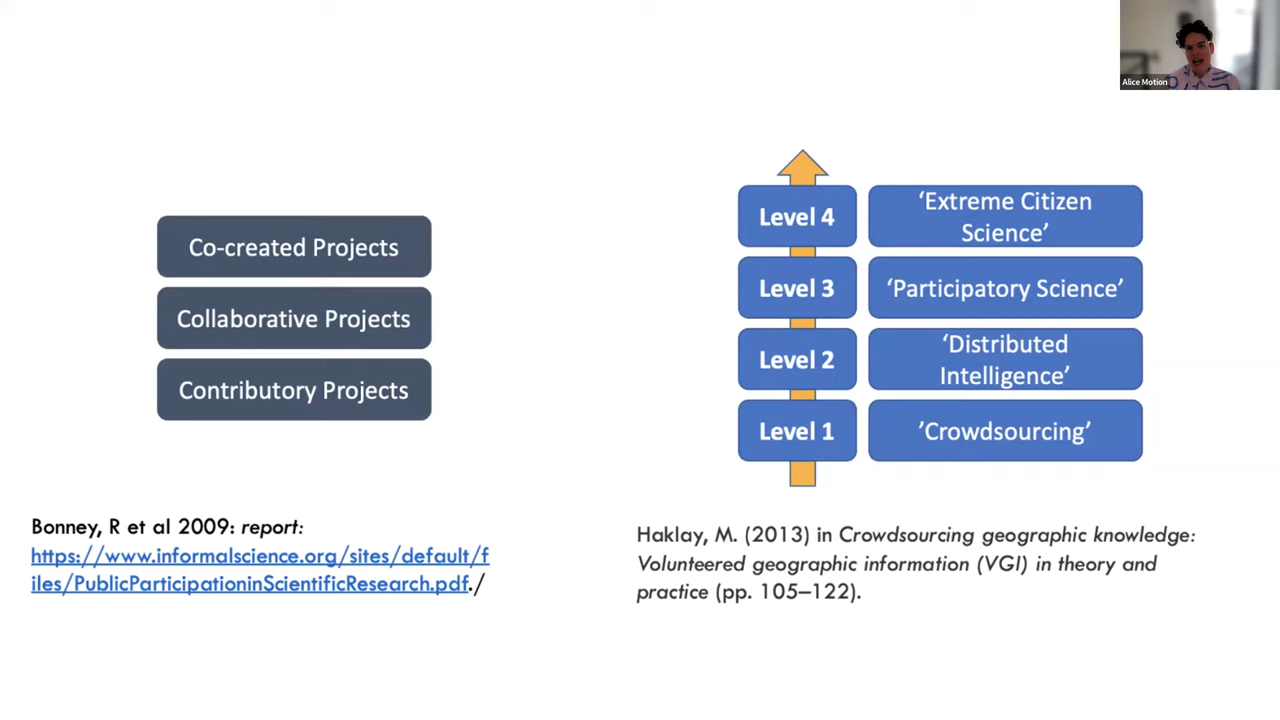 Alice Motion
Co-created Projects
Collaborative Projects
Contributory Projects
Bonney, R et al 2009: report:
https://www.informalscience.org/sites/default/f
iles/PublicParticipationinScientificResearch.pdf./
Level 4
‘Extreme Citizen
Science’
Level 3
‘Participatory Science’
Level 2
‘Distributed
Intelligence’
Level 1
’Crowdsourcing’
Haklay, M. (2013) in Crowdsourcing geographic knowledge:
Volunteered geographic information (VGI) in theory and
practice (pp. 105–122).